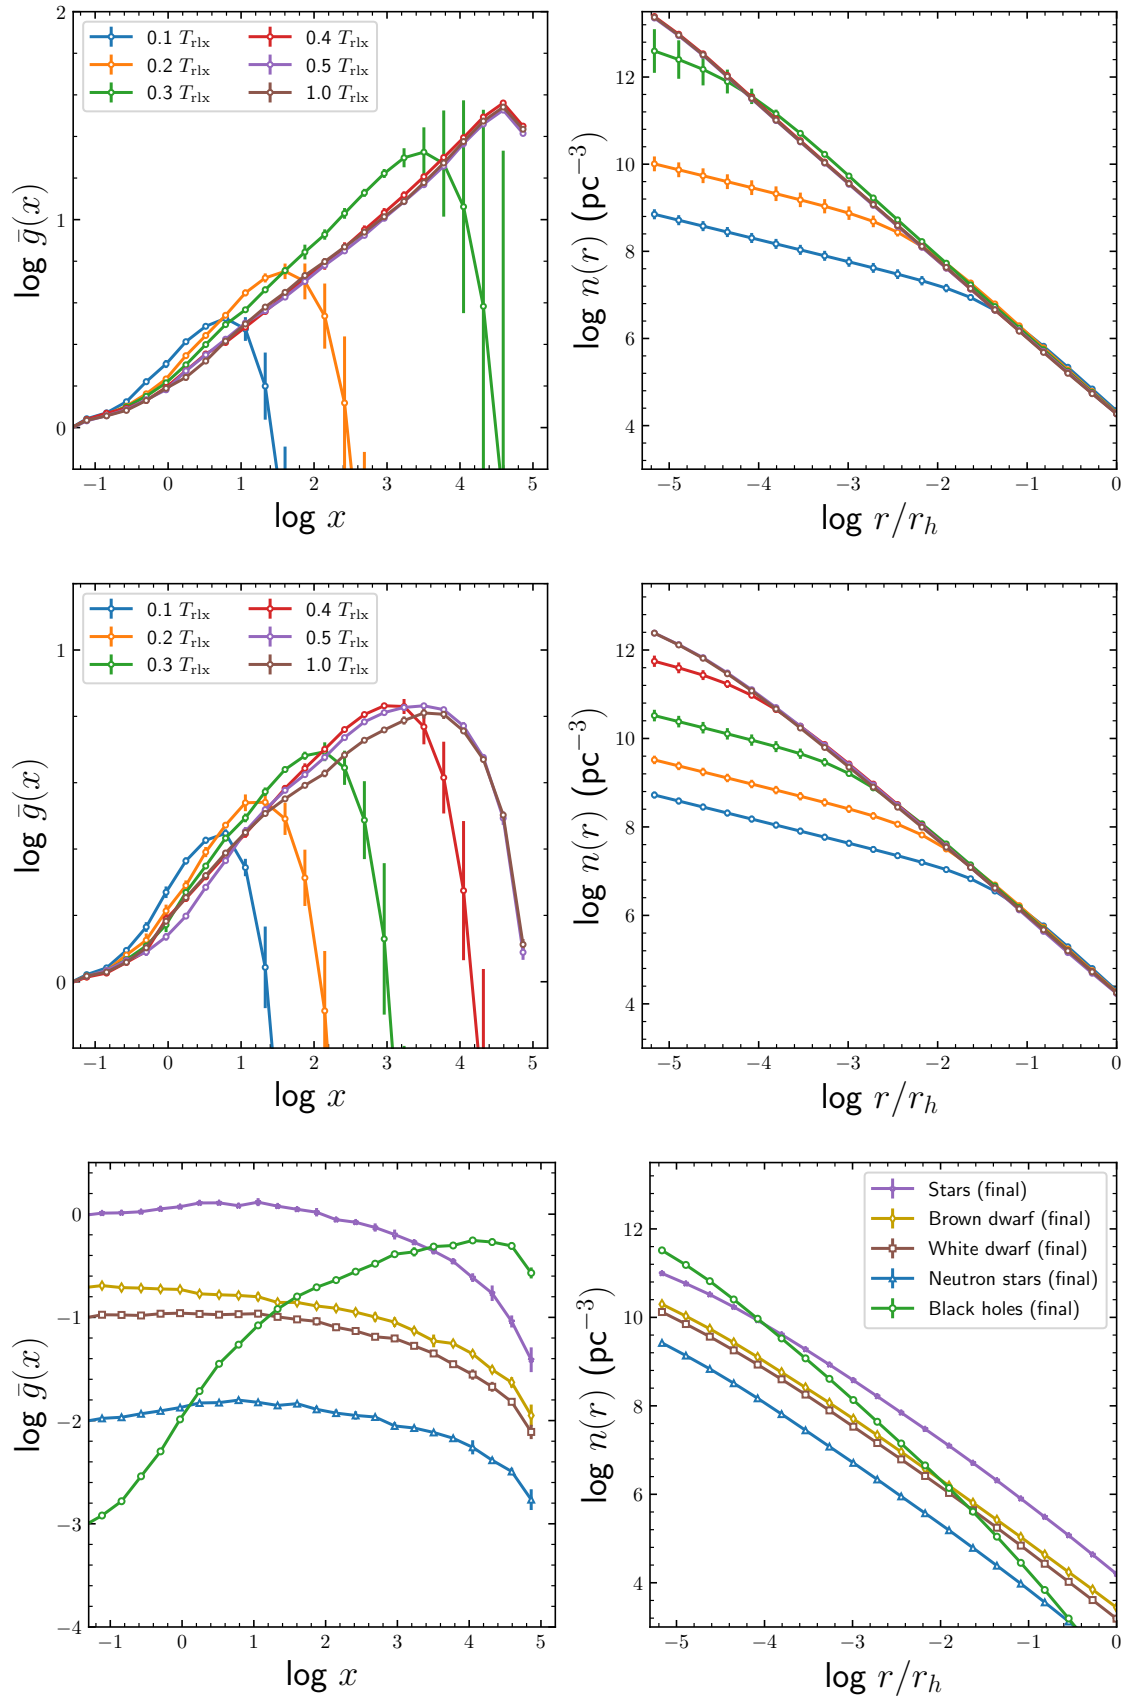 2
1
0
log ḡ(x)
0.1 T_rlx
0.2 T_rlx
0.3 T_rlx
0.4 T_rlx
0.5 T_rlx
1.0 T_rlx
−1 0 1 2 3 4 5
log x
12
10
8
6
4
log n(r) (pc⁻³)
−5 −4 −3 −2 −1 0
log r/r_h
1
0
log ḡ(x)
0.1 T_rlx
0.2 T_rlx
0.3 T_rlx
0.4 T_rlx
0.5 T_rlx
1.0 T_rlx
−1 0 1 2 3 4 5
log x
12
10
8
6
4
log n(r) (pc⁻³)
−5 −4 −3 −2 −1 0
log r/r_h
0
−1
−2
−3
−4
log ḡ(x)
−1 0 1 2 3 4 5
log x
12
10
8
6
4
log n(r) (pc⁻³)
Stars (final)
Brown dwarf (final)
White dwarf (final)
Neutron stars (final)
Black holes (final)
−5 −4 −3 −2 −1 0
log r/r_h